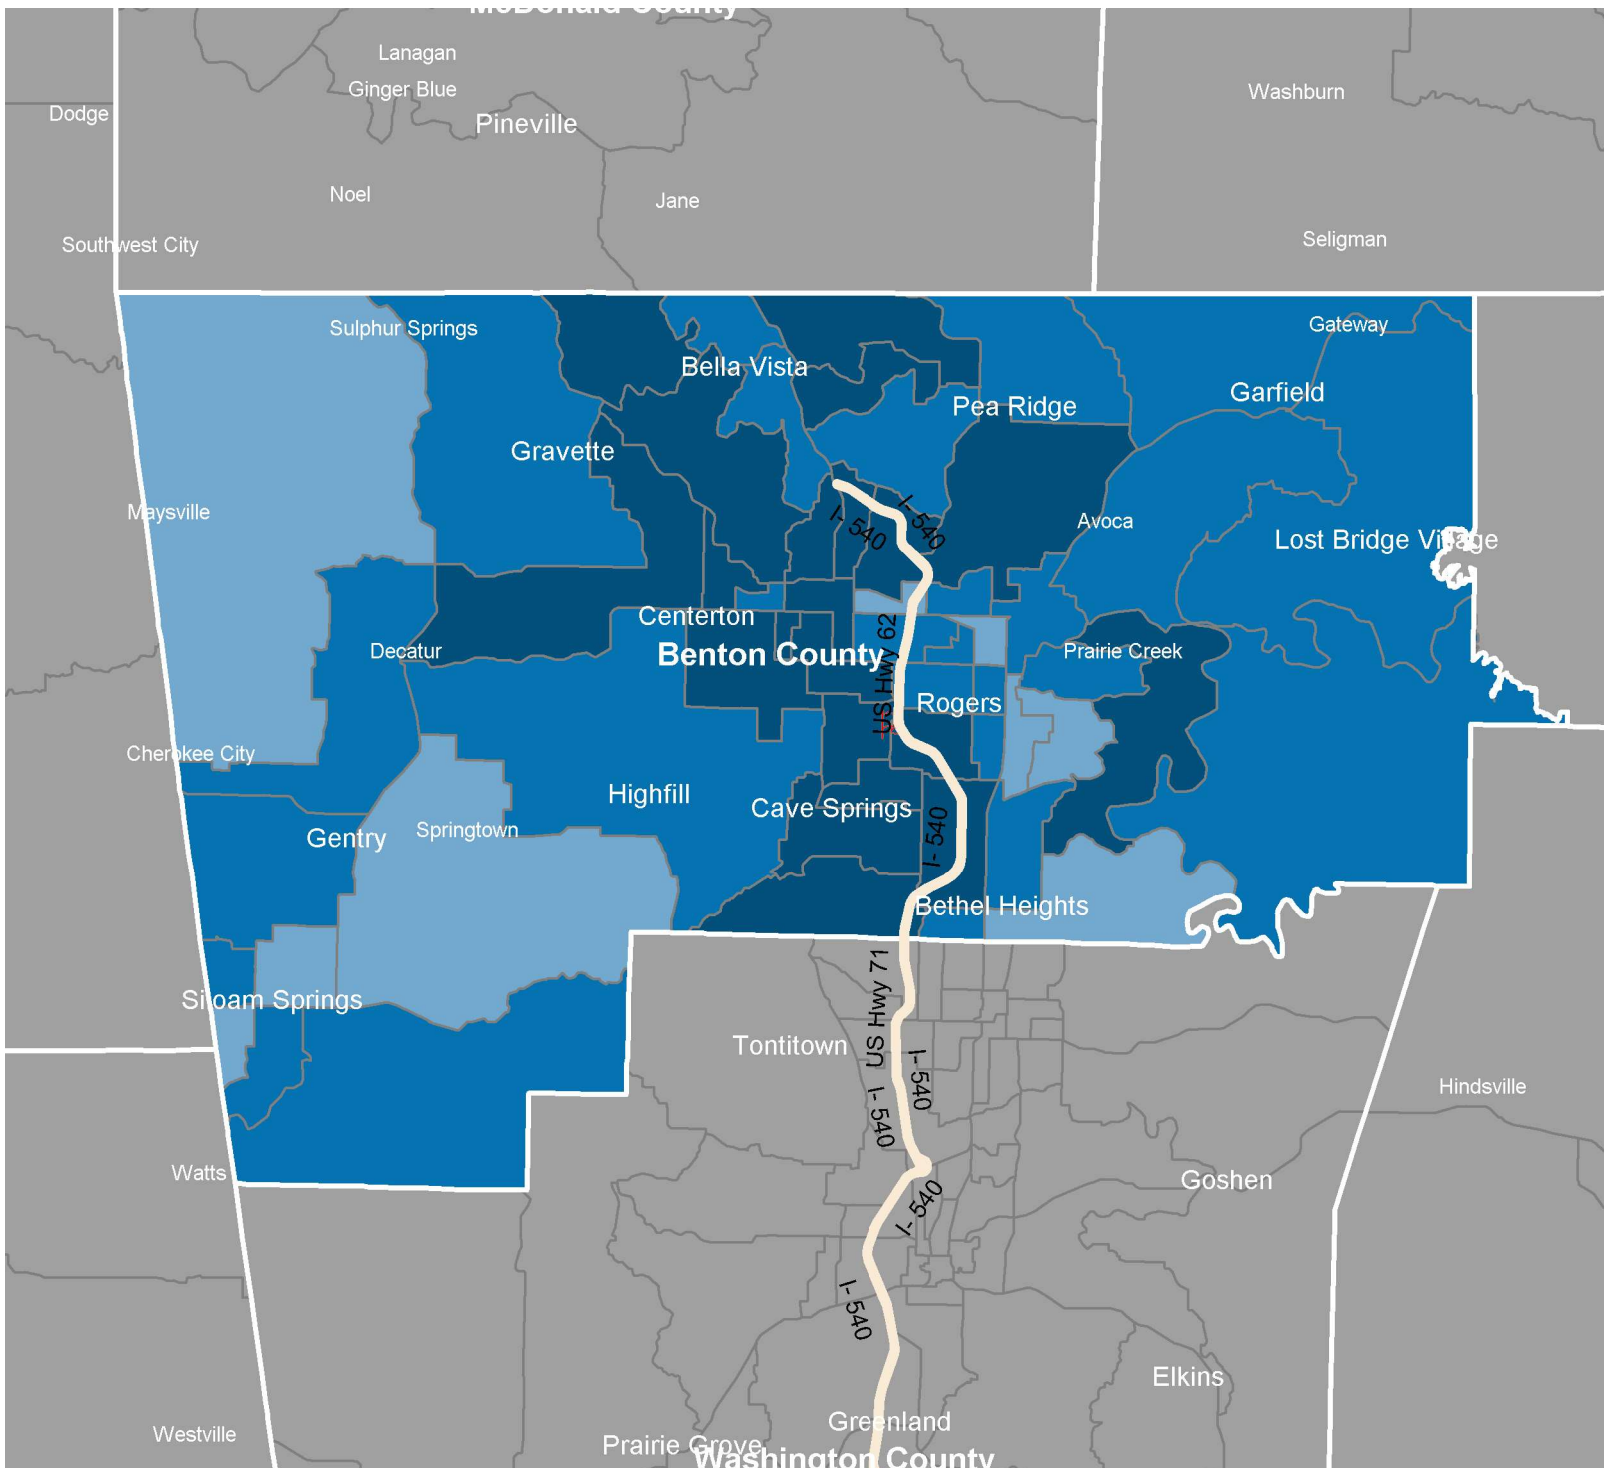 McDonald County
Lanagan
Ginger Blue
Washburn
Dodge
Pineville
Noel
Jane
Southwest City
Seligman
Sulphur Springs
Gateway
Bella Vista
Garfield
Pea Ridge
Gravette
Maysville
I- 540
I- 540
Avoca
Lost Bridge Village
Centerton
US Hwy 62
Decatur
Benton County
Prairie Creek
Rogers
Cherokee City
Highfill
Cave Springs
Gentry
Springtown
I- 540
Bethel Heights
Siloam Springs
US Hwy 71
Tontitown
I- 540
I- 540
Hindsville
Watts
Goshen
I- 540
I- 540
Elkins
Greenland
Westville
Prairie Grove
Washington County